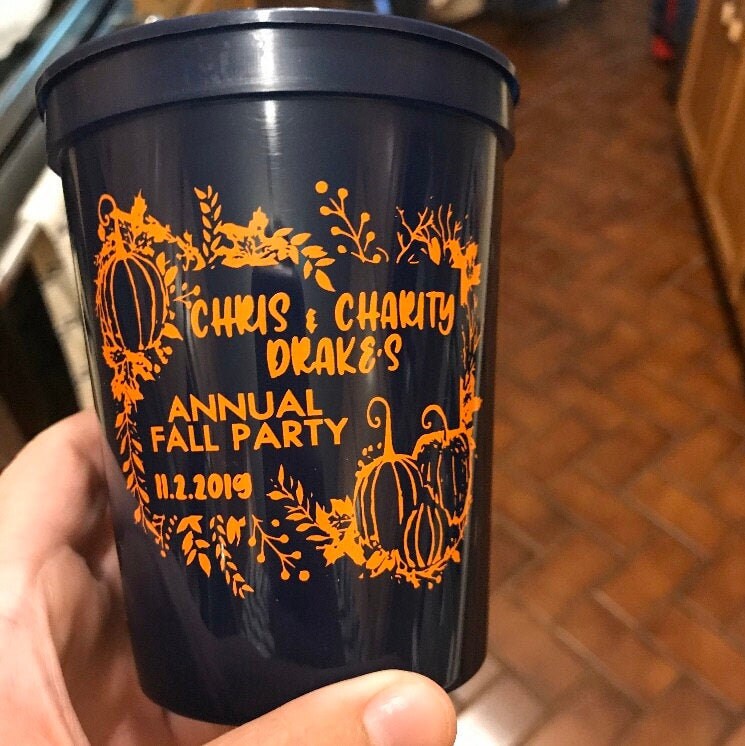 CHRIS & CHARITY
DRAKE'S
ANNUAL
FALL PARTY
11.2.2019